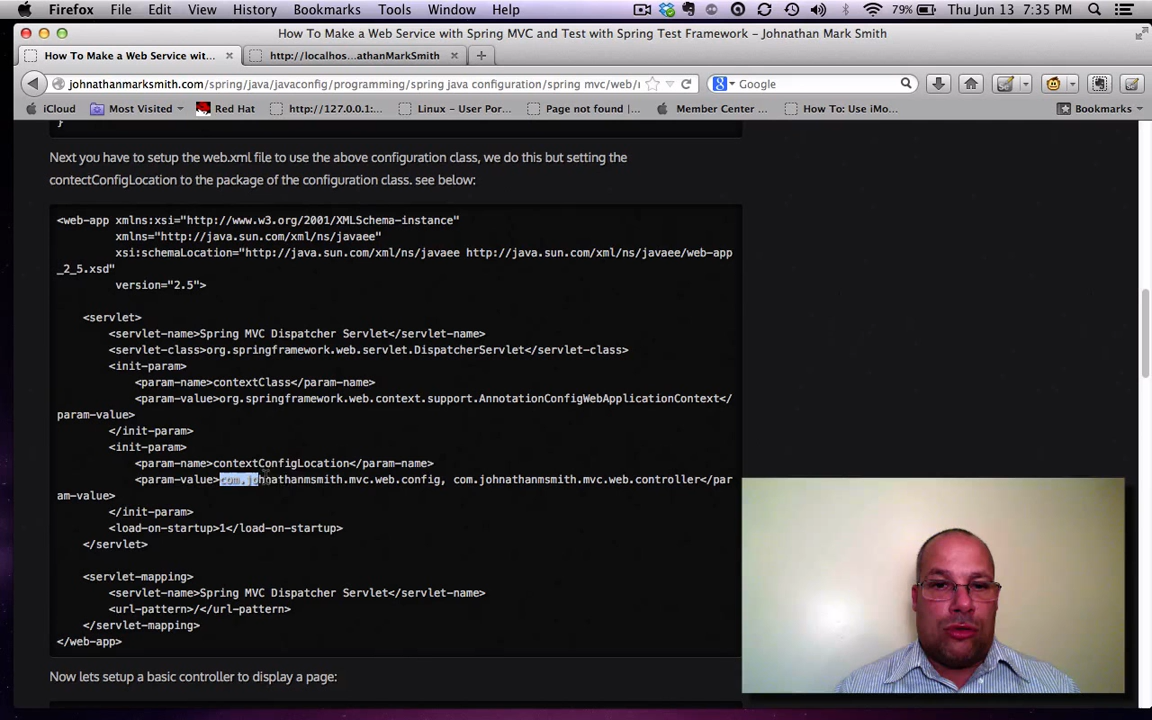 Firefox File Edit View History Bookmarks Tools Window Help 79% Thu Jun 13 7:35 PM
How To Make a Web Service with Spring MVC and Test with Spring Test Framework – Johnathan Mark Smith
How To Make a Web Service wit... http://localhos...athanMarkSmith
johnathanmarksmith.com/spring/java/javaconfig/programming/spring java configuration/spring mvc/web/r Google
iCloud Most Visited Red Hat http://127.0.0.1:... Linux – User Por... Page not found |... Member Center ... How To: Use iMo... Bookmarks
}
Next you have to setup the web.xml file to use the above configuration class, we do this but setting the
contectConfigLocation to the package of the configuration class. see below:
<web-app xmlns:xsi="http://www.w3.org/2001/XMLSchema-instance"
xmlns="http://java.sun.com/xml/ns/javaee"
xsi:schemaLocation="http://java.sun.com/xml/ns/javaee http://java.sun.com/xml/ns/javaee/web-app
_2_5.xsd"
version="2.5">
<servlet>
<servlet-name>Spring MVC Dispatcher Servlet</servlet-name>
<servlet-class>org.springframework.web.servlet.DispatcherServlet</servlet-class>
<init-param>
<param-name>contextClass</param-name>
<param-value>org.springframework.web.context.support.AnnotationConfigWebApplicationContext</
param-value>
</init-param>
<init-param>
<param-name>contextConfigLocation</param-name>
<param-value>com.johnathanmsmith.mvc.web.config, com.johnathanmsmith.mvc.web.controller</par
am-value>
</init-param>
<load-on-startup>1</load-on-startup>
</servlet>
<servlet-mapping>
<servlet-name>Spring MVC Dispatcher Servlet</servlet-name>
<url-pattern>/</url-pattern>
</servlet-mapping>
</web-app>
Now lets setup a basic controller to display a page: